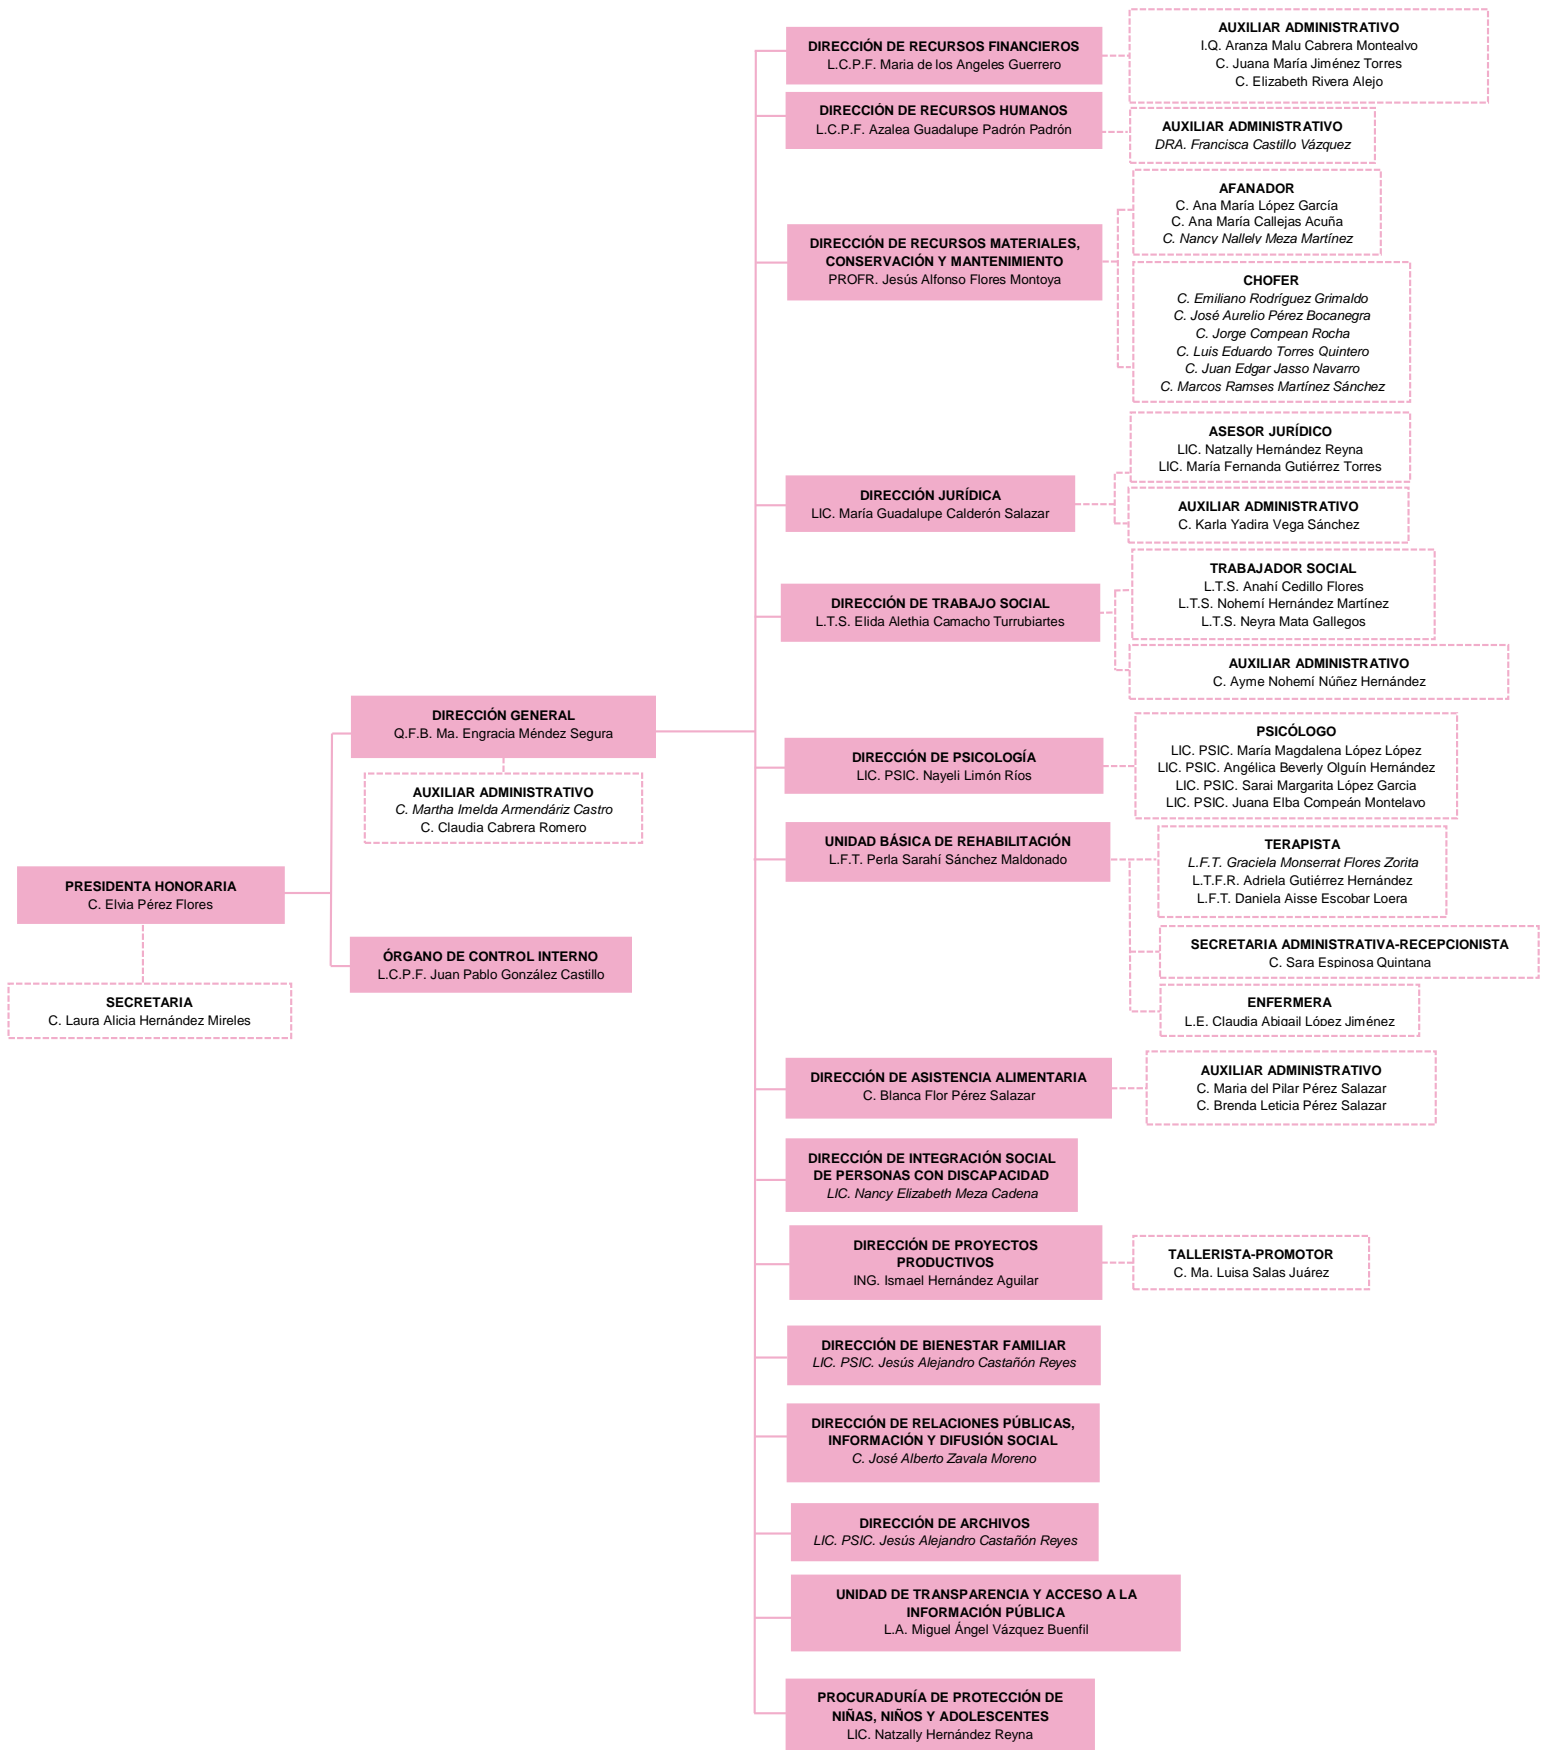 PRESIDENTA HONORARIA
C. Elvia Pérez Flores
SECRETARIA
C. Laura Alicia Hernández Mireles
DIRECCIÓN GENERAL
Q.F.B. Ma. Engracia Méndez Segura
AUXILIAR ADMINISTRATIVO
C. Martha Imelda Armendáriz Castro
C. Claudia Cabrera Romero
ÓRGANO DE CONTROL INTERNO
L.C.P.F. Juan Pablo González Castillo
DIRECCIÓN DE RECURSOS FINANCIEROS
L.C.P.F. Maria de los Angeles Guerrero
AUXILIAR ADMINISTRATIVO
I.Q. Aranza Malu Cabrera Montealvo
C. Juana María Jiménez Torres
C. Elizabeth Rivera Alejo
DIRECCIÓN DE RECURSOS HUMANOS
L.C.P.F. Azalea Guadalupe Padrón Padrón
AUXILIAR ADMINISTRATIVO
DRA. Francisca Castillo Vázquez
DIRECCIÓN DE RECURSOS MATERIALES,
CONSERVACIÓN Y MANTENIMIENTO
PROFR. Jesús Alfonso Flores Montoya
AFANADOR
C. Ana María López García
C. Ana María Callejas Acuña
C. Nancy Nallely Meza Martínez
CHOFER
C. Emiliano Rodríguez Grimaldo
C. José Aurelio Pérez Bocanegra
C. Jorge Compean Rocha
C. Luis Eduardo Torres Quintero
C. Juan Edgar Jasso Navarro
C. Marcos Ramses Martínez Sánchez
DIRECCIÓN JURÍDICA
LIC. María Guadalupe Calderón Salazar
ASESOR JURÍDICO
LIC. Natzally Hernández Reyna
LIC. María Fernanda Gutiérrez Torres
AUXILIAR ADMINISTRATIVO
C. Karla Yadira Vega Sánchez
DIRECCIÓN DE TRABAJO SOCIAL
L.T.S. Elida Alethia Camacho Turrubiartes
TRABAJADOR SOCIAL
L.T.S. Anahí Cedillo Flores
L.T.S. Nohemí Hernández Martínez
L.T.S. Neyra Mata Gallegos
AUXILIAR ADMINISTRATIVO
C. Ayme Nohemí Núñez Hernández
DIRECCIÓN DE PSICOLOGÍA
LIC. PSIC. Nayeli Limón Ríos
PSICÓLOGO
LIC. PSIC. María Magdalena López López
LIC. PSIC. Angélica Beverly Olguín Hernández
LIC. PSIC. Sarai Margarita López Garcia
LIC. PSIC. Juana Elba Compeán Montelavo
UNIDAD BÁSICA DE REHABILITACIÓN
L.F.T. Perla Sarahí Sánchez Maldonado
TERAPISTA
L.F.T. Graciela Monserrat Flores Zorita
L.T.F.R. Adriela Gutiérrez Hernández
L.F.T. Daniela Aisse Escobar Loera
SECRETARIA ADMINISTRATIVA-RECEPCIONISTA
C. Sara Espinosa Quintana
ENFERMERA
L.E. Claudia Abigail López Jiménez
DIRECCIÓN DE ASISTENCIA ALIMENTARIA
C. Blanca Flor Pérez Salazar
AUXILIAR ADMINISTRATIVO
C. Maria del Pilar Pérez Salazar
C. Brenda Leticia Pérez Salazar
DIRECCIÓN DE INTEGRACIÓN SOCIAL
DE PERSONAS CON DISCAPACIDAD
LIC. Nancy Elizabeth Meza Cadena
DIRECCIÓN DE PROYECTOS
PRODUCTIVOS
ING. Ismael Hernández Aguilar
TALLERISTA-PROMOTOR
C. Ma. Luisa Salas Juárez
DIRECCIÓN DE BIENESTAR FAMILIAR
LIC. PSIC. Jesús Alejandro Castañón Reyes
DIRECCIÓN DE RELACIONES PÚBLICAS,
INFORMACIÓN Y DIFUSIÓN SOCIAL
C. José Alberto Zavala Moreno
DIRECCIÓN DE ARCHIVOS
LIC. PSIC. Jesús Alejandro Castañón Reyes
UNIDAD DE TRANSPARENCIA Y ACCESO A LA
INFORMACIÓN PÚBLICA
L.A. Miguel Ángel Vázquez Buenfil
PROCURADURÍA DE PROTECCIÓN DE
NIÑAS, NIÑOS Y ADOLESCENTES
LIC. Natzally Hernández Reyna